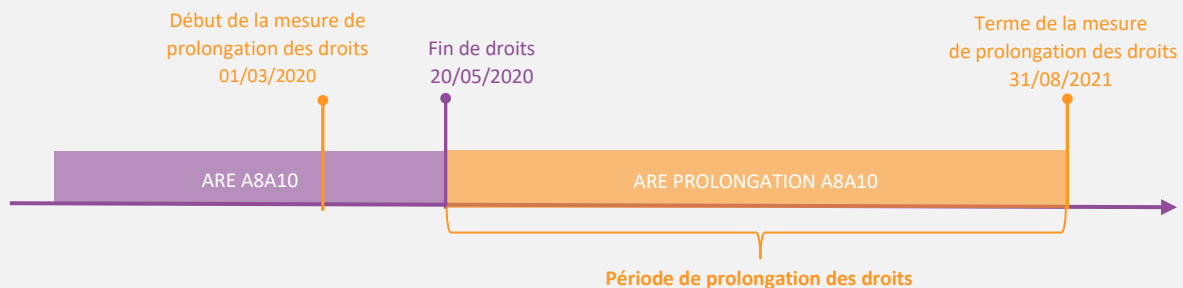 Début de la mesure de
prolongation des droits
01/03/2020
Fin de droits
20/05/2020
Terme de la mesure
de prolongation des droits
31/08/2021
ARE A8A10
ARE PROLONGATION A8A10
Période de prolongation des droits